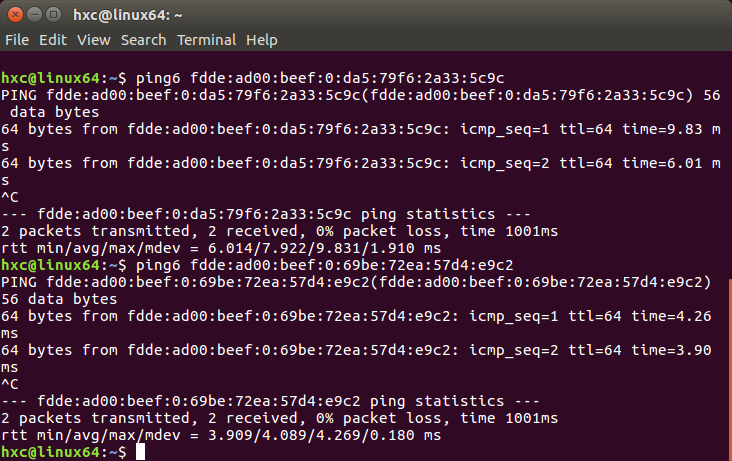 hxc@linux64: ~
File Edit View Search Terminal Help
hxc@linux64:~$ ping6 fdde:ad00:beef:0:da5:79f6:2a33:5c9c
PING fdde:ad00:beef:0:da5:79f6:2a33:5c9c(fdde:ad00:beef:0:da5:79f6:2a33:5c9c) 56
 data bytes
64 bytes from fdde:ad00:beef:0:da5:79f6:2a33:5c9c: icmp_seq=1 ttl=64 time=9.83 m
s
64 bytes from fdde:ad00:beef:0:da5:79f6:2a33:5c9c: icmp_seq=2 ttl=64 time=6.01 m
s
^C
--- fdde:ad00:beef:0:da5:79f6:2a33:5c9c ping statistics ---
2 packets transmitted, 2 received, 0% packet loss, time 1001ms
rtt min/avg/max/mdev = 6.014/7.922/9.831/1.910 ms
hxc@linux64:~$ ping6 fdde:ad00:beef:0:69be:72ea:57d4:e9c2
PING fdde:ad00:beef:0:69be:72ea:57d4:e9c2(fdde:ad00:beef:0:69be:72ea:57d4:e9c2)
56 data bytes
64 bytes from fdde:ad00:beef:0:69be:72ea:57d4:e9c2: icmp_seq=1 ttl=64 time=4.26
ms
64 bytes from fdde:ad00:beef:0:69be:72ea:57d4:e9c2: icmp_seq=2 ttl=64 time=3.90
ms
^C
--- fdde:ad00:beef:0:69be:72ea:57d4:e9c2 ping statistics ---
2 packets transmitted, 2 received, 0% packet loss, time 1001ms
rtt min/avg/max/mdev = 3.909/4.089/4.269/0.180 ms
hxc@linux64:~$